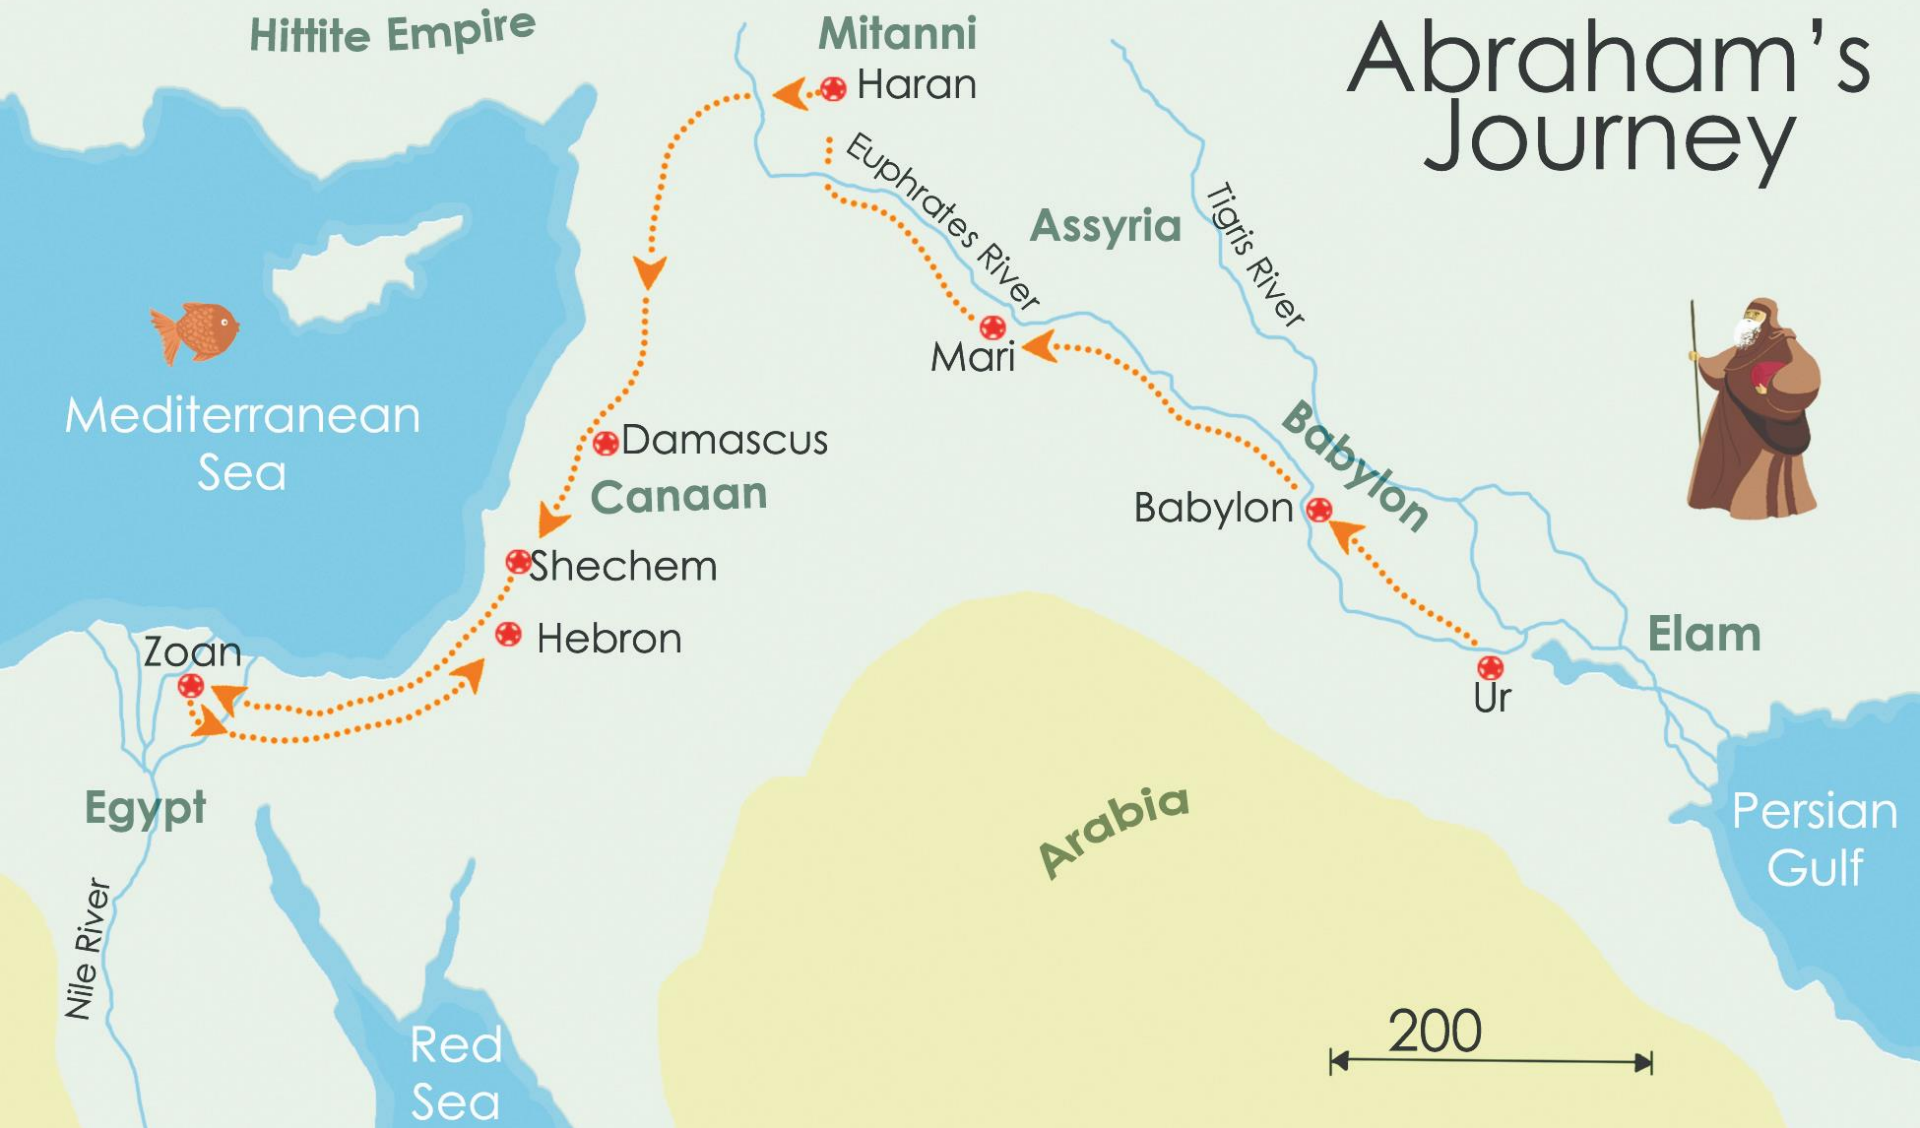 Abraham's
Journey
Hittite Empire
Mitanni
Haran
Euphrates River
Assyria
Tigris River
Mediterranean
Sea
Mari
Damascus
Canaan
Babylon
Babylon
Shechem
Hebron
Zoan
Elam
Ur
Egypt
Arabia
Persian
Gulf
Nile River
Red
Sea
200